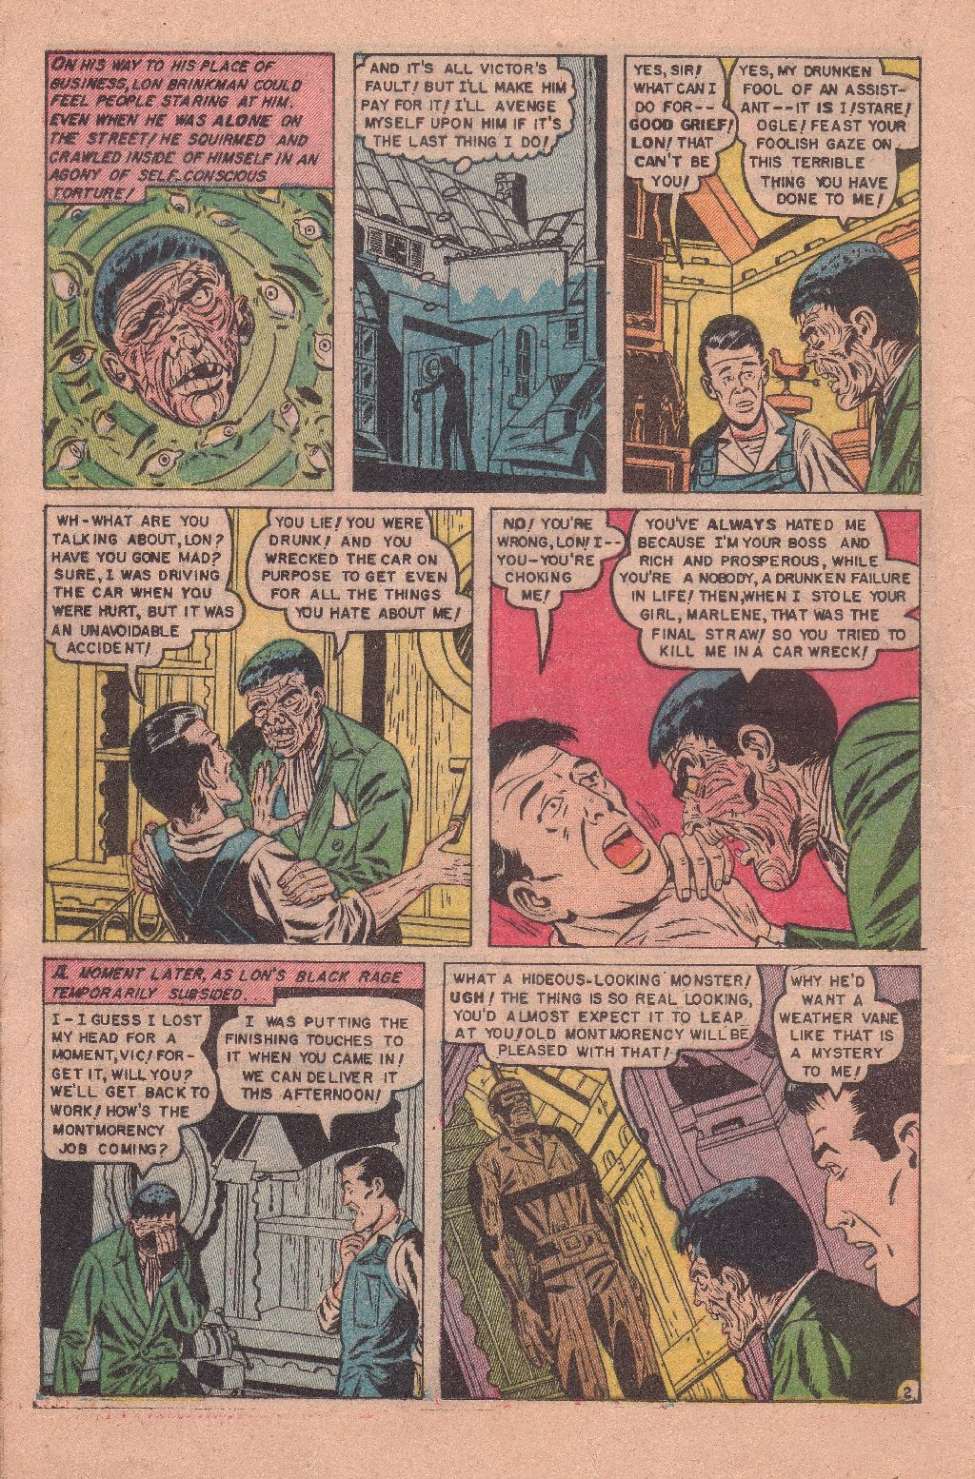 ON HIS WAY TO HIS PLACE OF
BUSINESS, LON BRINKMAN COULD
FEEL PEOPLE STARING AT HIM.
EVEN WHEN HE WAS ALONE ON
THE STREET! HE SQUIRMED AND
CRAWLED INSIDE OF HIMSELF IN AN
AGONY OF SELF-CONSCIOUS
TORTURE!
AND IT'S ALL VICTOR'S
FAULT! BUT I'LL MAKE HIM
PAY FOR IT! I'LL AVENGE
MYSELF UPON HIM IF IT'S
THE LAST THING I DO!
YES, SIR!
WHAT CAN I
DO FOR--
GOOD GRIEF!
LON! THAT
CAN'T BE
YOU!
YES, MY DRUNKEN
FOOL OF AN ASSIST-
ANT--IT IS I! STARE!
OGLE! FEAST YOUR
FOOLISH GAZE ON
THIS TERRIBLE
THING YOU HAVE
DONE TO ME!
WH-WHAT ARE YOU
TALKING ABOUT, LON?
HAVE YOU GONE MAD?
SURE, I WAS DRIVING
THE CAR WHEN YOU
WERE HURT, BUT IT WAS
AN UNAVOIDABLE
ACCIDENT!
YOU LIE! YOU WERE
DRUNK! AND YOU
WRECKED THE CAR ON
PURPOSE TO GET EVEN
FOR ALL THE THINGS
YOU HATE ABOUT ME!
NO! YOU'RE
WRONG, LON! I--
YOU-YOU'RE
CHOKING
ME!
YOU'VE ALWAYS HATED ME
BECAUSE I'M YOUR BOSS AND
RICH AND PROSPEROUS, WHILE
YOU'RE A NOBODY, A DRUNKEN FAILURE
IN LIFE! THEN, WHEN I STOLE YOUR
GIRL, MARLENE, THAT WAS THE
FINAL STRAW! SO YOU TRIED TO
KILL ME IN A CAR WRECK!
A MOMENT LATER, AS LON'S BLACK RAGE
TEMPORARILY SUBSIDED...
I-I GUESS I LOST
MY HEAD FOR A
MOMENT, VIC! FOR-
GET IT, WILL YOU?
WE'LL GET BACK TO
WORK! HOW'S THE
MONTMORENCY
JOB COMING?
I WAS PUTTING THE
FINISHING TOUCHES TO
IT WHEN YOU CAME IN!
WE CAN DELIVER IT
THIS AFTERNOON!
WHAT A HIDEOUS-LOOKING MONSTER!
UGH! THE THING IS SO REAL LOOKING,
YOU'D ALMOST EXPECT IT TO LEAP
AT YOU! OLD MONTMORENCY WILL BE
PLEASED WITH THAT!
WHY HE'D
WANT A
WEATHER VANE
LIKE THAT IS
A MYSTERY
TO ME!
2